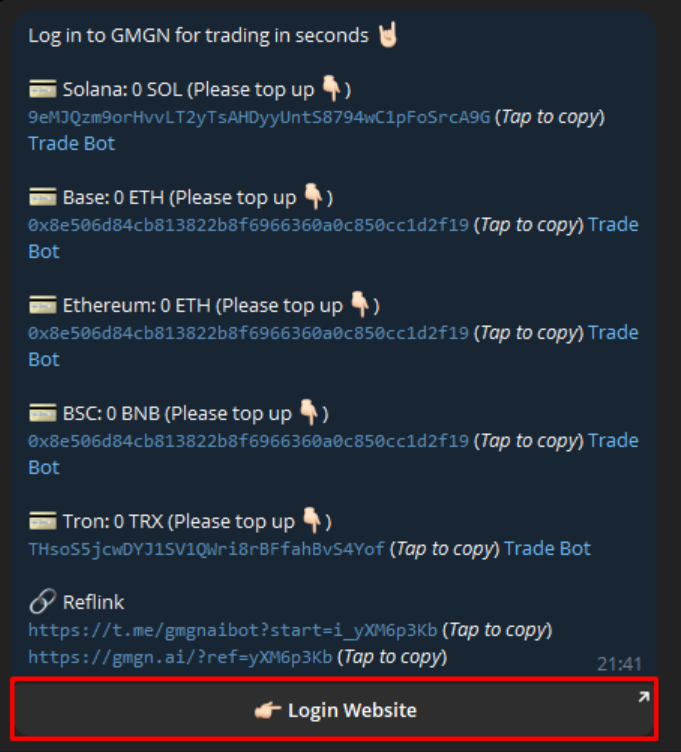 Log in to GMGN for trading in seconds 🤘🏻
💳 Solana: 0 SOL (Please top up 👇🏻)
9eMJQzm9orHvvLT2yTsAHDyyUntS8794wC1pFoSrcA9G (Tap to copy)
Trade Bot
💳 Base: 0 ETH (Please top up 👇🏻)
0x8e506d84cb813822b8f6966360a0c850cc1d2f19 (Tap to copy) Trade
Bot
💳 Ethereum: 0 ETH (Please top up 👇🏻)
0x8e506d84cb813822b8f6966360a0c850cc1d2f19 (Tap to copy) Trade
Bot
💳 BSC: 0 BNB (Please top up 👇🏻)
0x8e506d84cb813822b8f6966360a0c850cc1d2f19 (Tap to copy) Trade
Bot
💳 Tron: 0 TRX (Please top up 👇🏻)
THsoS5jcwDYJ1SV1QWri8rBFfahBvS4Yof (Tap to copy) Trade Bot
🔗 Reflink
https://t.me/gmgnaibot?start=i_yXM6p3Kb (Tap to copy)
https://gmgn.ai/?ref=yXM6p3Kb (Tap to copy)
21:41
👉🏻 Login Website